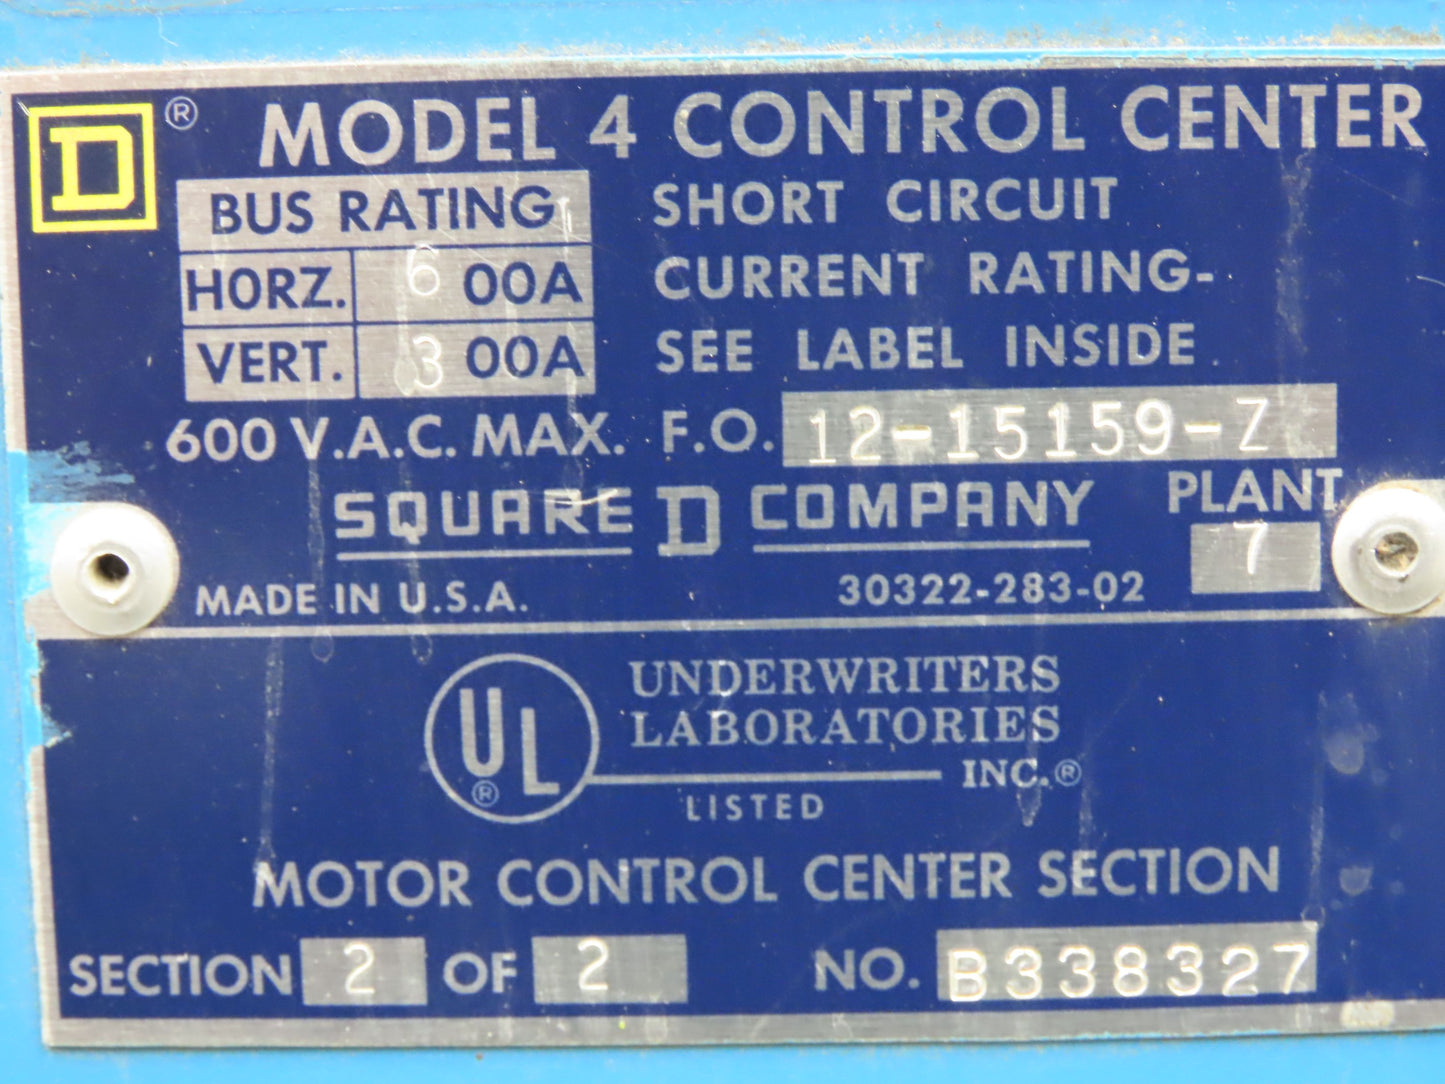 D ® MODEL 4 CONTROL CENTER
BUS RATING
HORZ. 600A
VERT. 300A
SHORT CIRCUIT
CURRENT RATING-
SEE LABEL INSIDE.
600 V.A.C. MAX. F.O. 12-15159-Z
SQUARE D COMPANY
PLANT
7
MADE IN U.S.A. 30322-283-02
UL ®
UNDERWRITERS
LABORATORIES
INC.®
LISTED
MOTOR CONTROL CENTER SECTION
SECTION 2 OF 2 NO. B338327